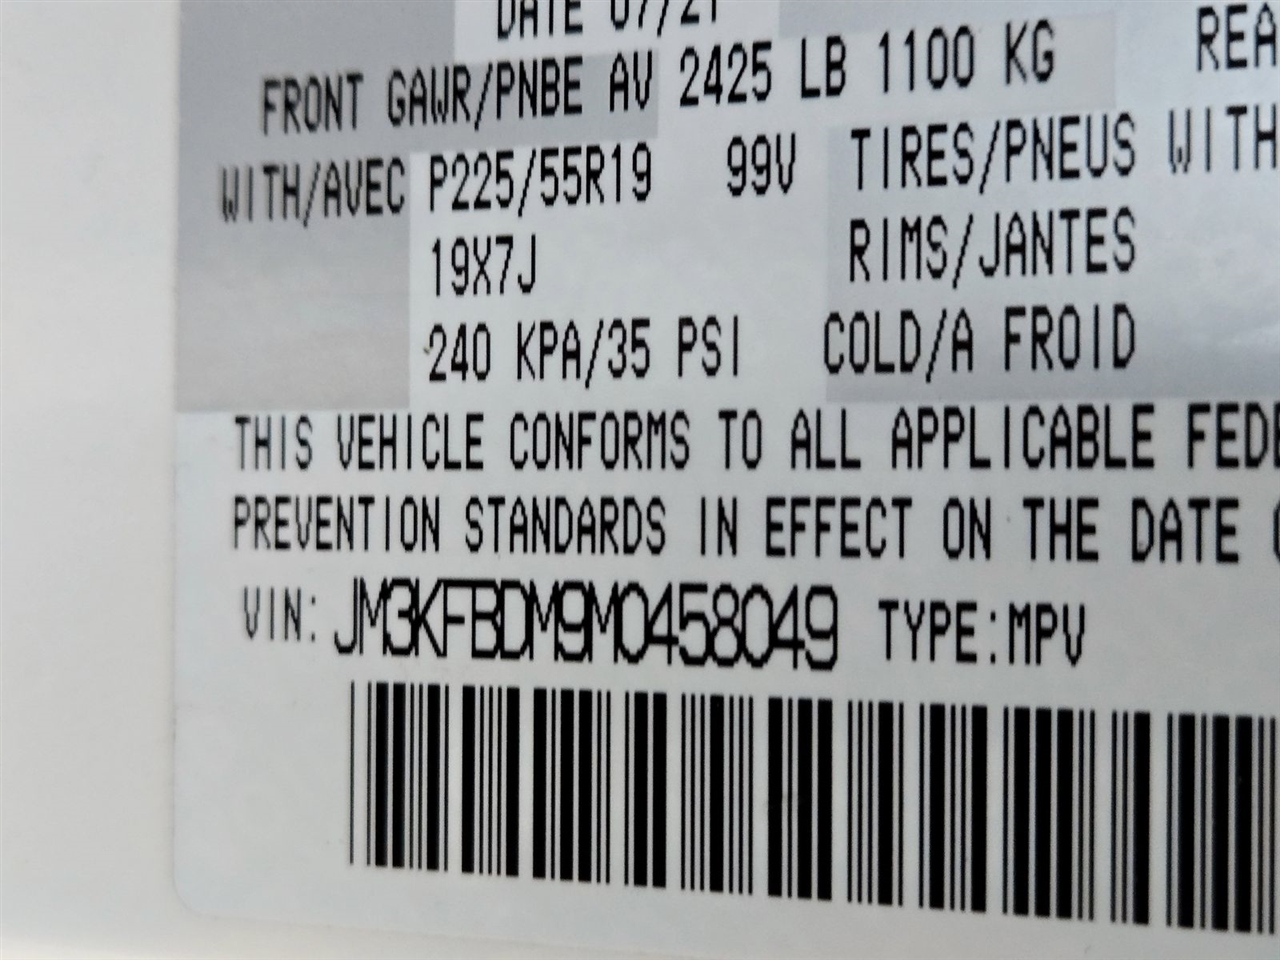 DATE 07/21
FRONT GAWR/PNBE AV 2425 LB 1100 KG
WITH/AVEC P225/55R19 99V TIRES/PNEUS WITH
19X7J RIMS/JANTES
240 KPA/35 PSI COLD/A FROID
THIS VEHICLE CONFORMS TO ALL APPLICABLE
PREVENTION STANDARDS IN EFFECT ON THE DATE
VIN: JM3KFBDM9M0458049 TYPE:MPV